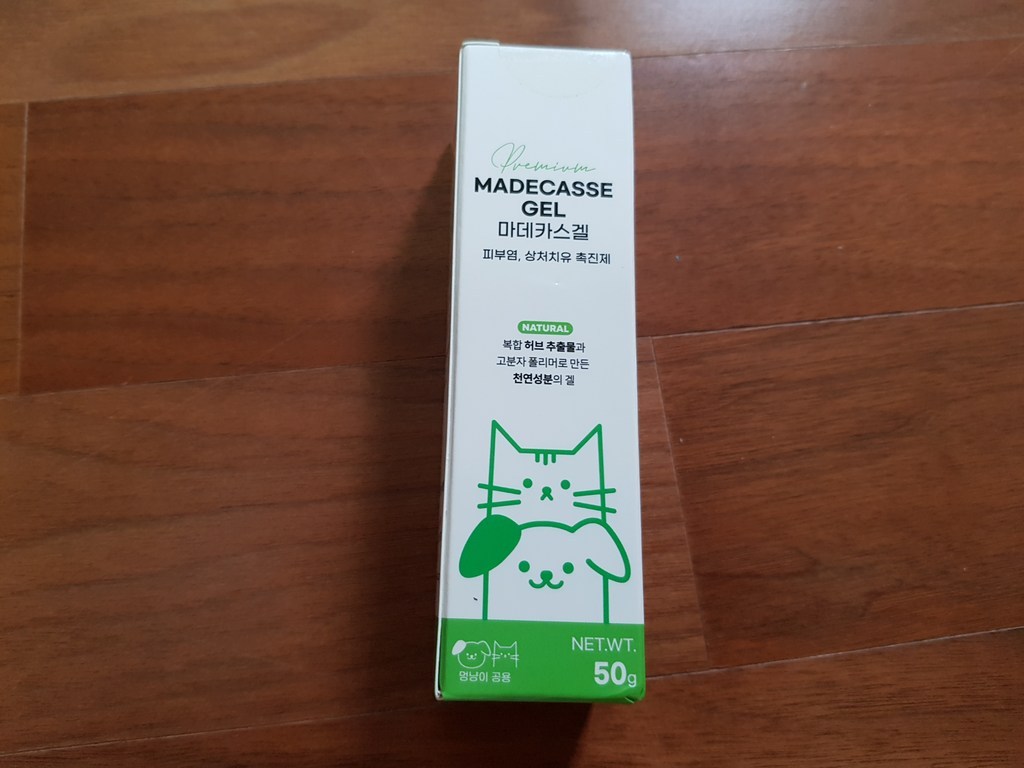 Premium
MADECASSE
GEL
마데카스겔
피부염, 상처치유 촉진제
NATURAL
복합 허브 추출물과
고분자 폴리머로 만든
천연성분의 겔
멍냥이 공용
NET.WT.
50g